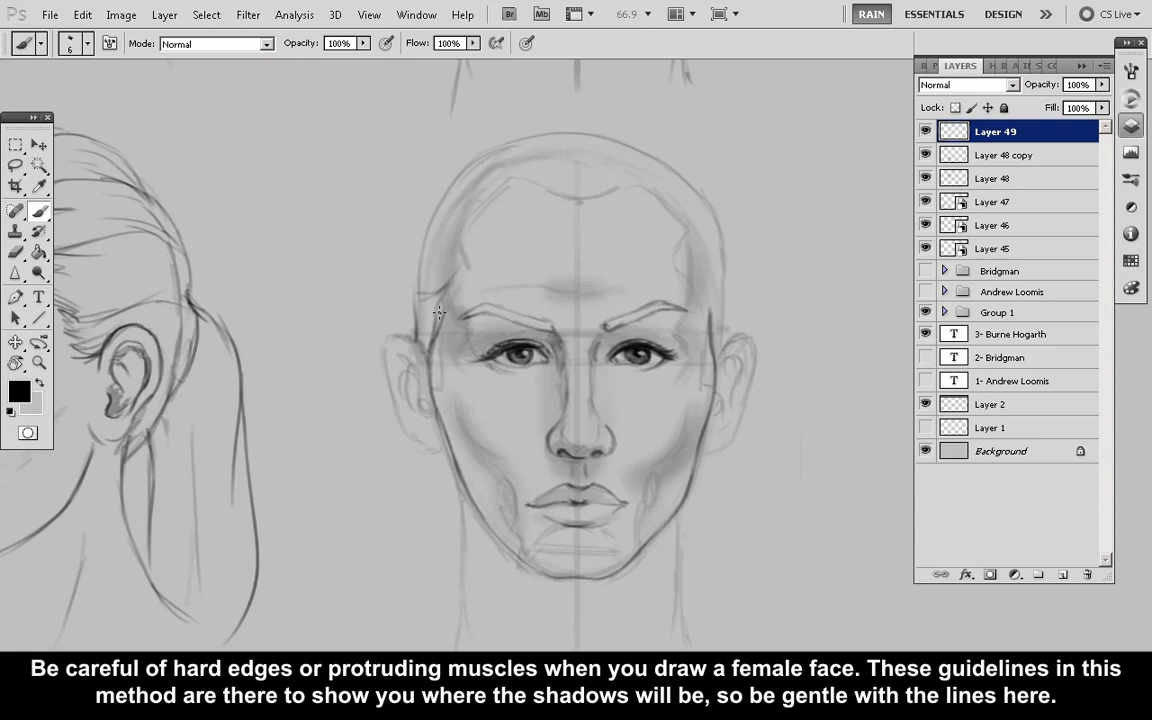 Ps File Edit Image Layer Select Filter Analysis 3D View Window Help Br Mb 66.9 RAIN ESSENTIALS DESIGN CS Live
6 Mode: Normal Opacity: 100% Flow: 100%
LAYERS
Normal Opacity: 100%
Lock: Fill: 100%
Layer 49
Layer 48 copy
Layer 48
Layer 47
Layer 46
Layer 45
Bridgman
Andrew Loomis
Group 1
T 3- Burne Hogarth
T 2- Bridgman
T 1- Andrew Loomis
Layer 2
Layer 1
Background
Be careful of hard edges or protruding muscles when you draw a female face. These guidelines in this
method are there to show you where the shadows will be, so be gentle with the lines here.